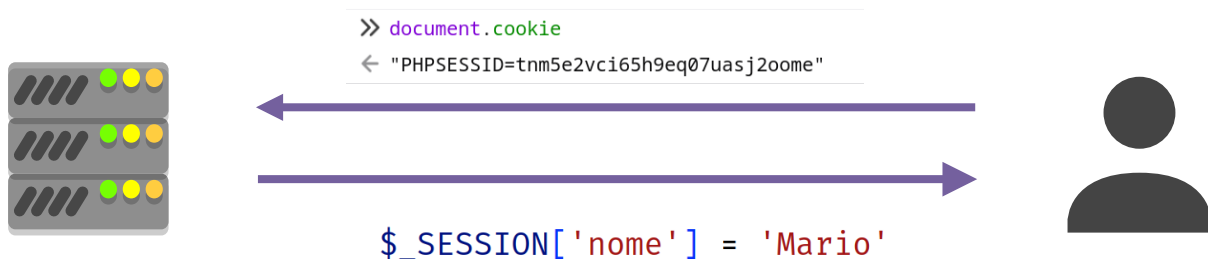 >> document.cookie
← "PHPSESSID=tnm5e2vci65h9eq07uasj2oome"
$_SESSION['nome'] = 'Mario'